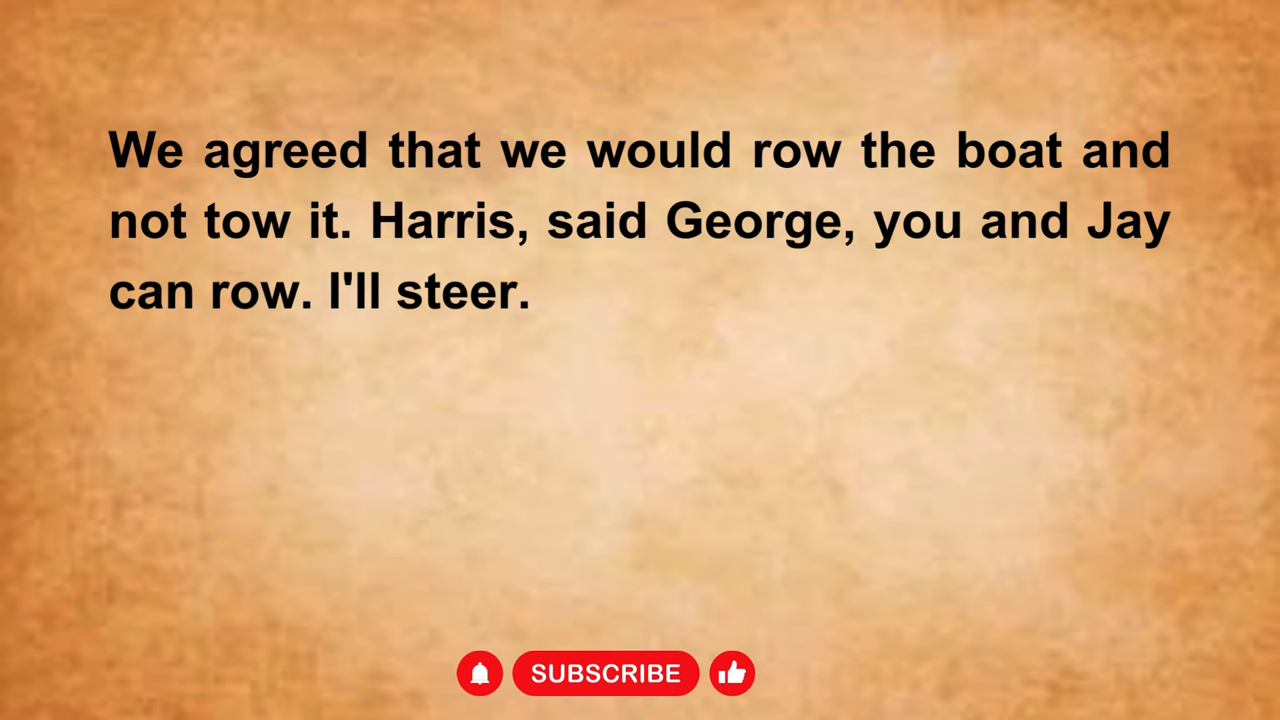 We agreed that we would row the boat and
not tow it. Harris, said George, you and Jay
can row. I'll steer.
SUBSCRIBE